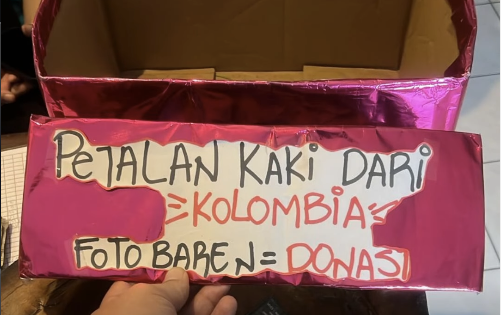 PEJALAN KAKi DARi
KOLOMBIA
FOTO BAREN = DONASI